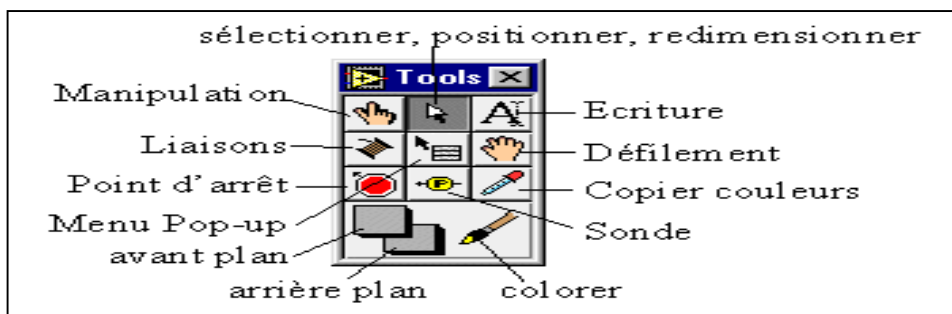 sélectionner, positionner, redimensionner
Tools
Manipulation
Ecriture
Liaisons
Défilement
Point d'arrêt
Copier couleurs
Menu Pop-up
Sonde
avant plan
arrière plan
colorer